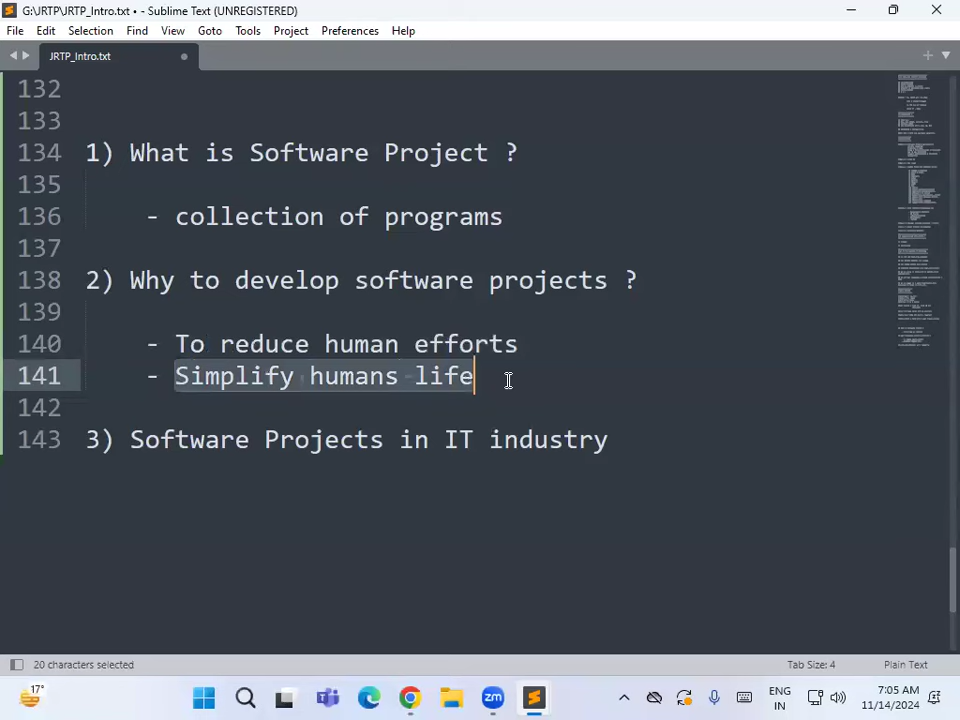 G:\JRTP\JRTP_Intro.txt • - Sublime Text (UNREGISTERED)
File Edit Selection Find View Goto Tools Project Preferences Help
JRTP_Intro.txt
132
133
134 1) What is Software Project ?
135
136 - collection of programs
137
138 2) Why to develop software projects ?
139
140 - To reduce human efforts
141 - Simplify humans life
142
143 3) Software Projects in IT industry
20 characters selected Tab Size: 4 Plain Text
17° ENG IN 7:05 AM 11/14/2024